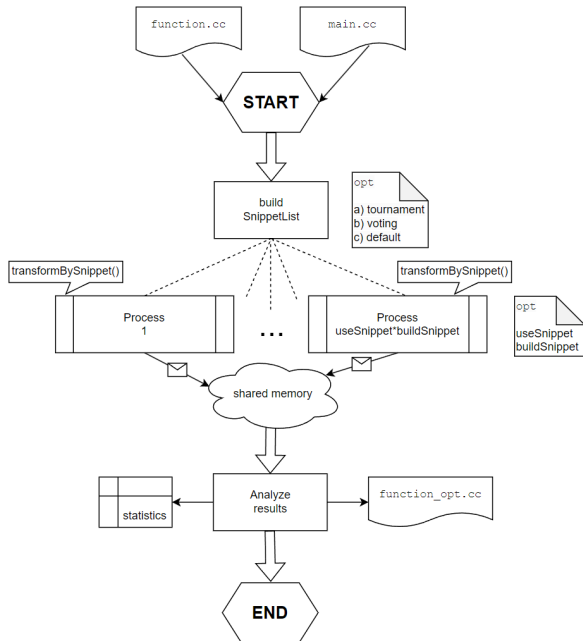 function.cc
main.cc
START
build
SnippetList
opt
a) tournament
b) voting
c) default
transformBySnippet()
transformBySnippet()
Process
1
...
Process
useSnippet*buildSnippet
opt
useSnippet
buildSnippet
shared memory
statistics
Analyze
results
function_opt.cc
END